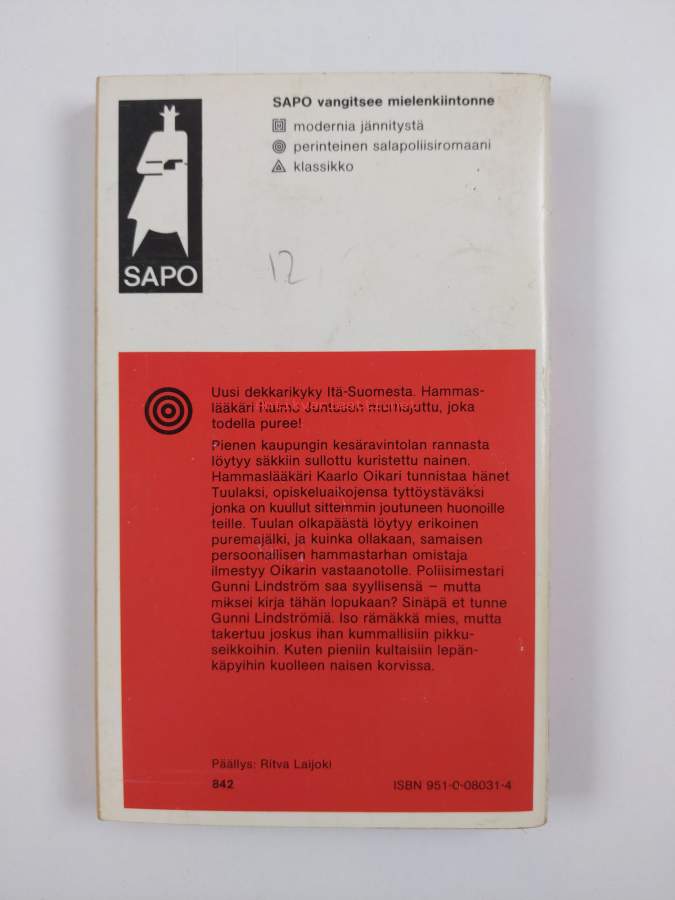 SAPO vangitsee mielenkiintonne
modernia jännitystä
perinteinen salapoliisiromaani
klassikko
SAPO
12
Uusi dekkarikyky Itä-Suomesta. Hammas-
lääkäri Jantusen murhajuttu, joka
todella puree!
Pienen kaupungin kesäravintolan rannasta
löytyy säkkiin sullottu kuristettu nainen.
Hammaslääkäri Kaarlo Oikari tunnistaa hänet
Tuulaksi, opiskeluaikojensa tyttöystäväksi
jonka on kuullut sittemmin joutuneen huonoille
teille. Tuulan olkapäästä löytyy erikoinen
puremajälki, ja kuinka ollakaan, samaisen
persoonallisen hammastarhan omistaja
ilmestyy Oikarin vastaanotolle. Poliisimestari
Gunni Lindström saa syyllisensä – mutta
miksei kirja tähän lopukaan? Sinäpä et tunne
Gunni Lindströmiä. Iso rämäkkä mies, mutta
takertuu joskus ihan kummallisiin pikku-
seikkoihin. Kuten pieniin kultaisiin lepän-
käpyihin kuolleen naisen korvissa.
Päällys: Ritva Laijoki
842
ISBN 951-0-08031-4